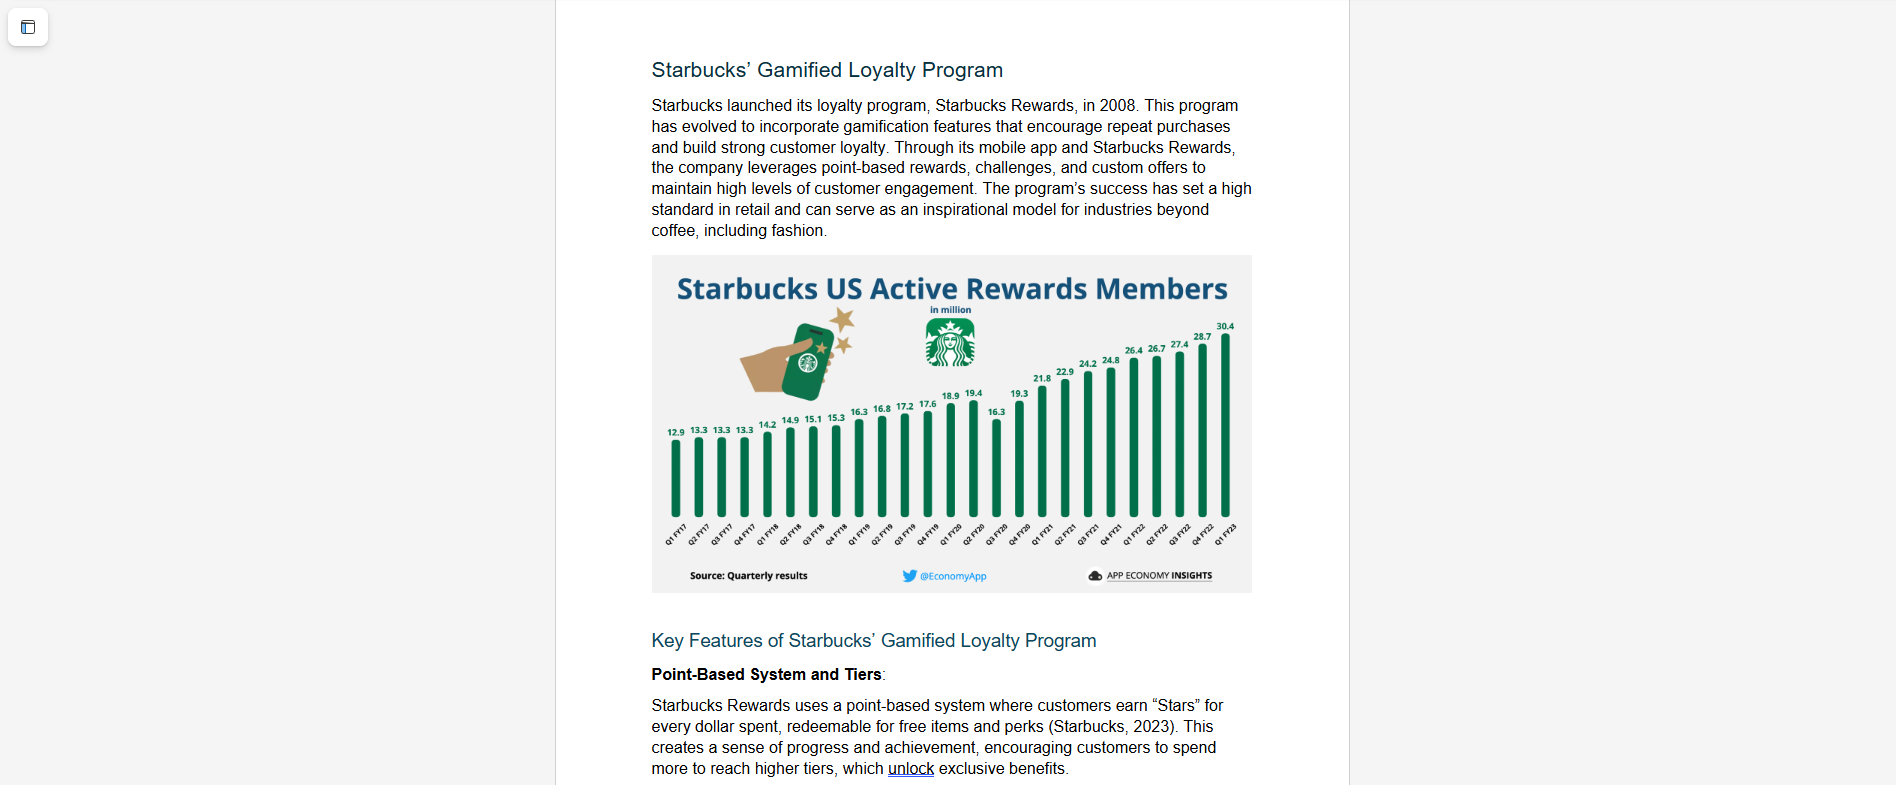 Starbucks’ Gamified Loyalty Program
Starbucks launched its loyalty program, Starbucks Rewards, in 2008. This program
has evolved to incorporate gamification features that encourage repeat purchases
and build strong customer loyalty. Through its mobile app and Starbucks Rewards,
the company leverages point-based rewards, challenges, and custom offers to
maintain high levels of customer engagement. The program’s success has set a high
standard in retail and can serve as an inspirational model for industries beyond
coffee, including fashion.
Starbucks US Active Rewards Members
in million
12.9 13.3 13.3 13.3 14.2 14.9 15.1 15.3 16.3 16.8 17.2 17.6 18.9 19.4 16.3 19.3 21.8 22.9 24.2 24.8 26.4 26.7 27.4 28.7 30.4
Q1 FY17 Q2 FY17 Q3 FY17 Q4 FY17 Q1 FY18 Q2 FY18 Q3 FY18 Q4 FY18 Q1 FY19 Q2 FY19 Q3 FY19 Q4 FY19 Q1 FY20 Q2 FY20 Q3 FY20 Q4 FY20 Q1 FY21 Q2 FY21 Q3 FY21 Q4 FY21 Q1 FY22 Q2 FY22 Q3 FY22 Q4 FY22 Q1 FY23
Source: Quarterly results @EconomyApp APP ECONOMY INSIGHTS
Key Features of Starbucks’ Gamified Loyalty Program
Point-Based System and Tiers:
Starbucks Rewards uses a point-based system where customers earn “Stars” for
every dollar spent, redeemable for free items and perks (Starbucks, 2023). This
creates a sense of progress and achievement, encouraging customers to spend
more to reach higher tiers, which unlock exclusive benefits.